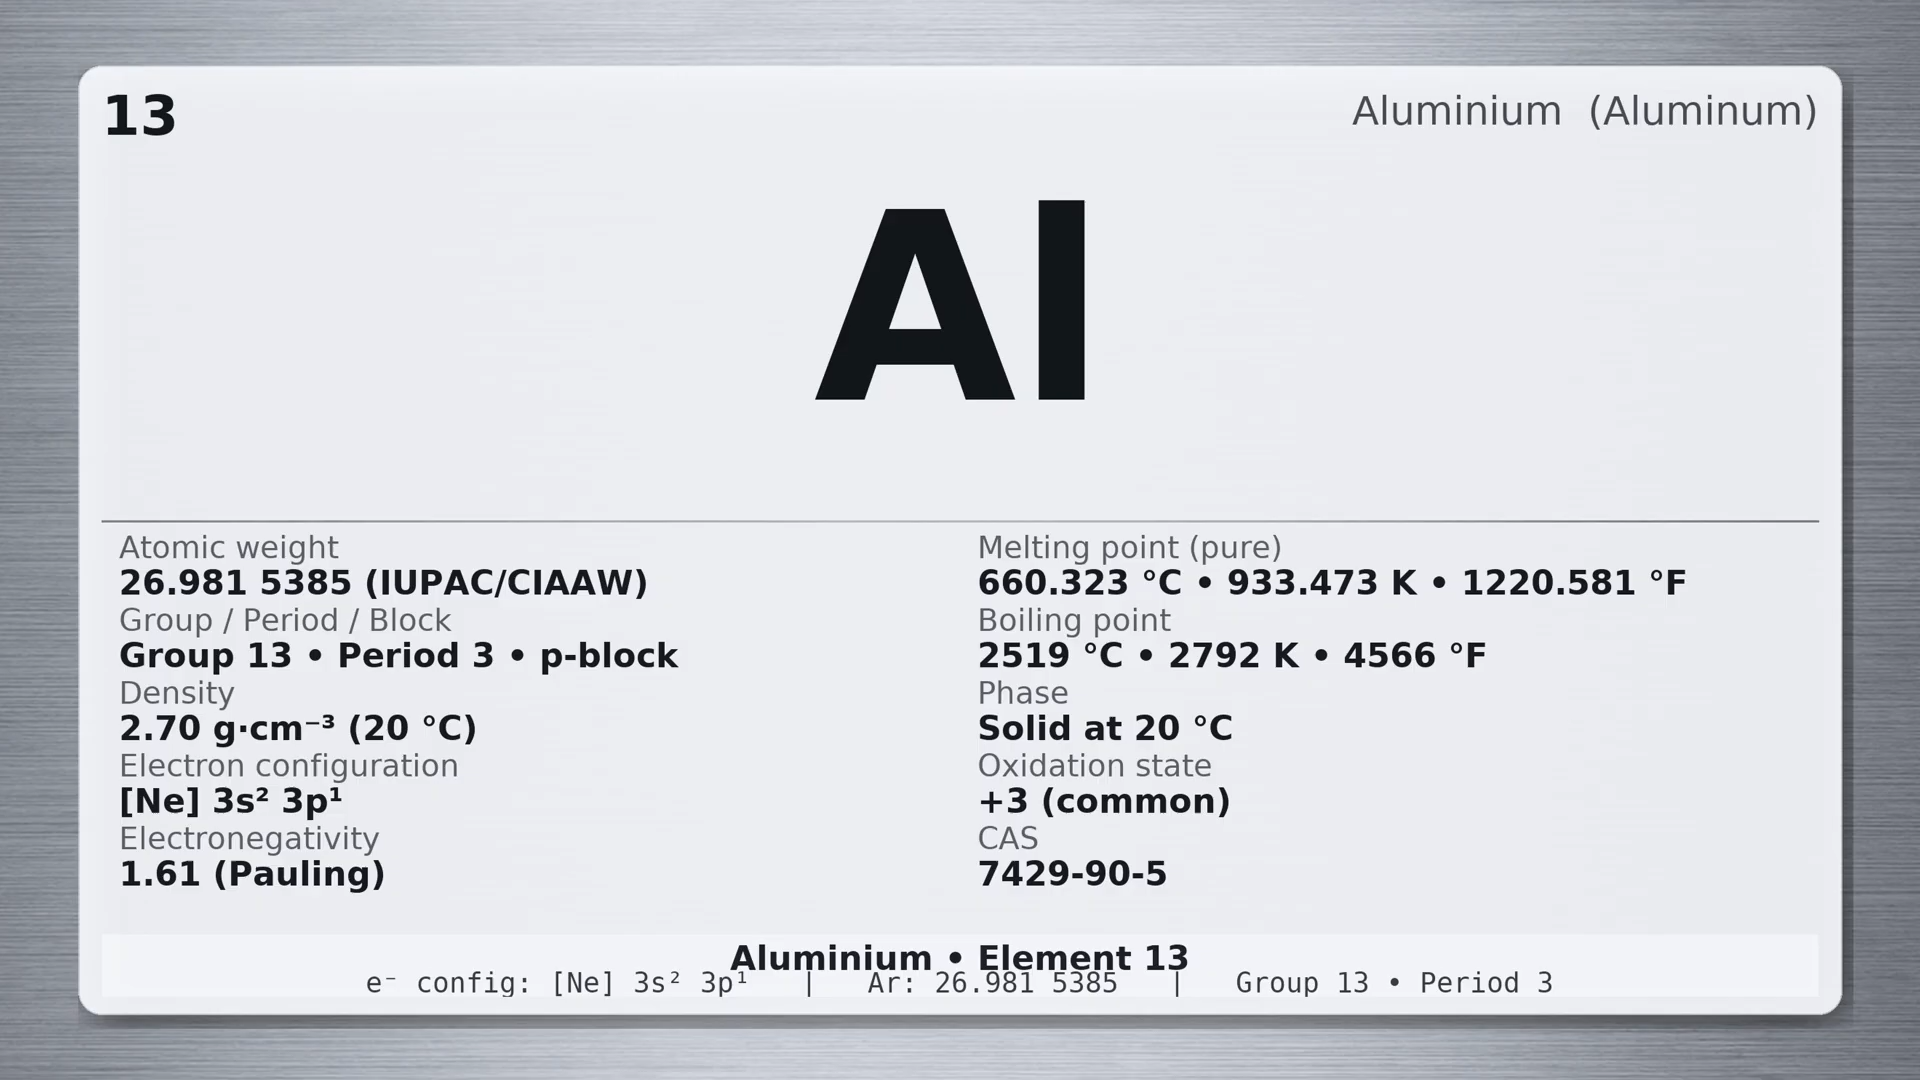 13
Aluminium (Aluminum)
Al
Atomic weight
26.981 5385 (IUPAC/CIAAW)
Group / Period / Block
Group 13 • Period 3 • p-block
Density
2.70 g·cm⁻³ (20 °C)
Electron configuration
[Ne] 3s² 3p¹
Electronegativity
1.61 (Pauling)
Melting point (pure)
660.323 °C • 933.473 K • 1220.581 °F
Boiling point
2519 °C • 2792 K • 4566 °F
Phase
Solid at 20 °C
Oxidation state
+3 (common)
CAS
7429-90-5
Aluminium • Element 13
e⁻ config: [Ne] 3s² 3p¹ | Ar: 26.981 5385 | Group 13 • Period 3